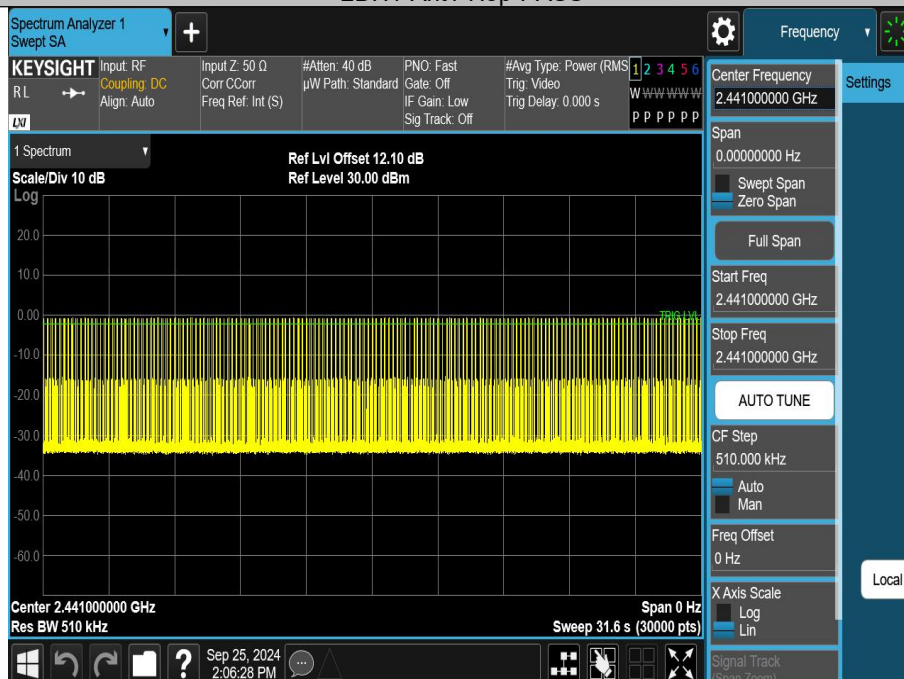 Spectrum Analyzer 1
Swept SA
+
Frequency
KEYSIGHT
R L
LXI
Input: RF
Coupling: DC
Align: Auto
Input Z: 50 Ω
Corr CCorr
Freq Ref: Int (S)
#Atten: 40 dB
µW Path: Standard
PNO: Fast
Gate: Off
IF Gain: Low
Sig Track: Off
#Avg Type: Power (RMS
Trig: Video
Trig Delay: 0.000 s
1 2 3 4 5 6
W W W W W W
P P P P P P
1 Spectrum
Scale/Div 10 dB
Ref Lvl Offset 12.10 dB
Ref Level 30.00 dBm
Log
20.0
10.0
0.00
TRIG LVL
-10.0
-20.0
-30.0
-40.0
-50.0
-60.0
Center 2.441000000 GHz
Span 0 Hz
Res BW 510 kHz
Sweep 31.6 s (30000 pts)
Sep 25, 2024
2:06:28 PM
?
Center Frequency
2.441000000 GHz
Settings
Span
0.00000000 Hz
Swept Span
Zero Span
Full Span
Start Freq
2.441000000 GHz
Stop Freq
2.441000000 GHz
AUTO TUNE
CF Step
510.000 kHz
Auto
Man
Freq Offset
0 Hz
Local
X Axis Scale
Log
Lin
Signal Track
(Span Zoom)